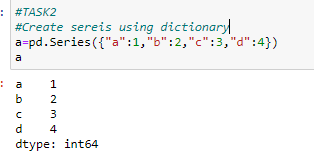 : #TASK2
#Create sereis using dictionary
a=pd.Series({"a":1,"b":2,"c":3,"d":4})
a
: a    1
b    2
c    3
d    4
dtype: int64